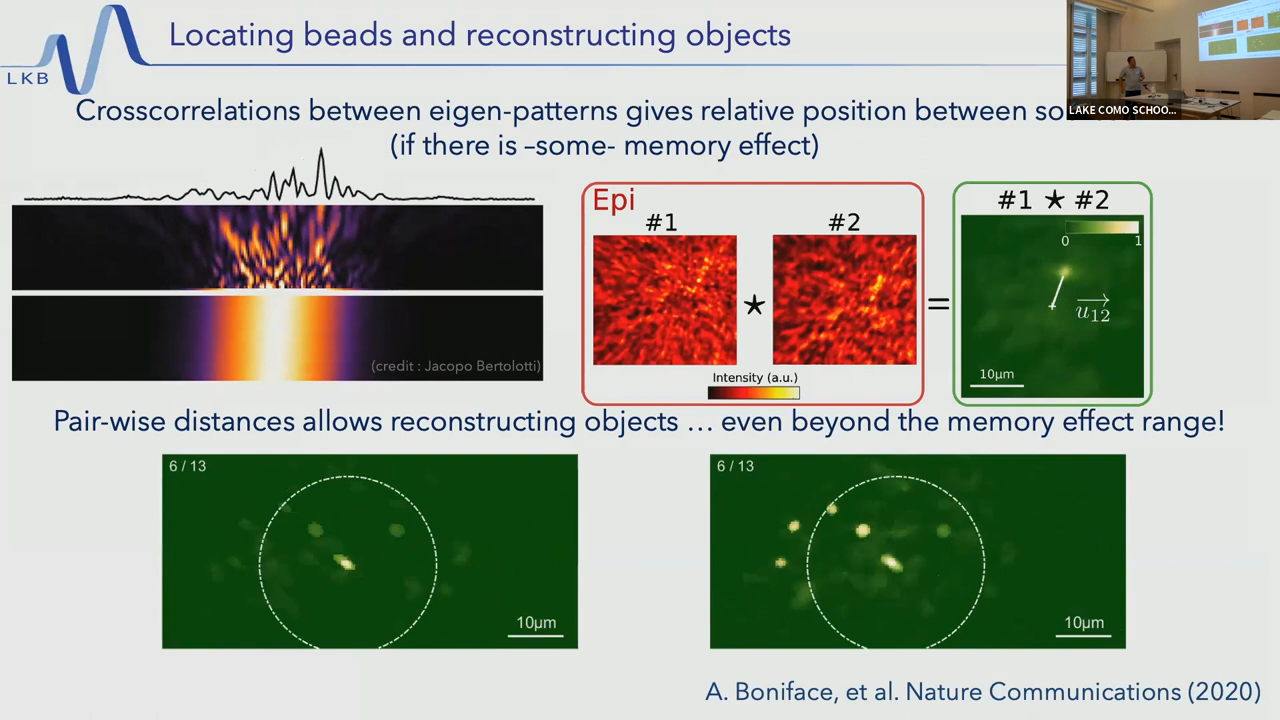 LKB
Locating beads and reconstructing objects
LAKE COMO SCHOO...
Crosscorrelations between eigen-patterns gives relative position between
(if there is –some- memory effect)
(credit : Jacopo Bertolotti)
Epi
#1
#2
★
Intensity (a.u.)
=
#1 ★ #2
0 1
u12
10µm
Pair-wise distances allows reconstructing objects … even beyond the memory effect range!
6 / 13
10µm
6 / 13
10µm
A. Boniface, et al. Nature Communications (2020)